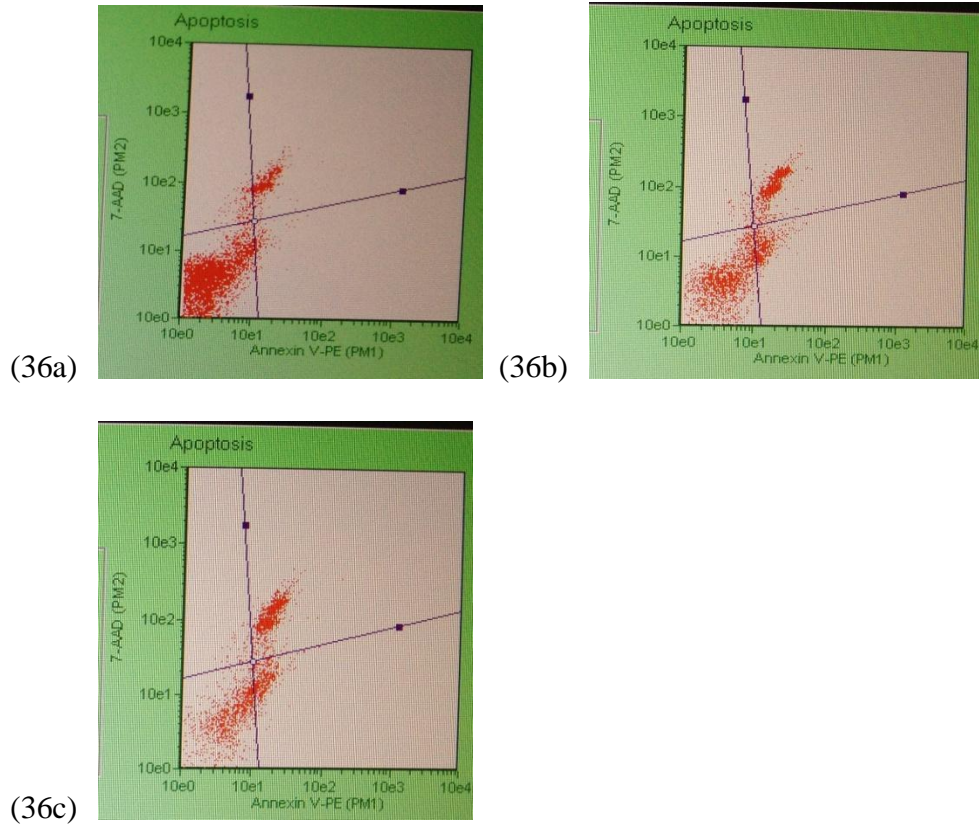 Apoptosis
10e4
10e3
10e2
10e1
10e0
7-AAD (PM2)
10e0 10e1 10e2 10e3 10e4
Annexin V-PE (PM1)
(36a)
Apoptosis
10e4
10e3
10e2
10e1
10e0
7-AAD (PM2)
10e0 10e1 10e2 10e3 10e4
Annexin V-PE (PM1)
(36b)
Apoptosis
10e4
10e3
10e2
10e1
10e0
7-AAD (PM2)
10e0 10e1 10e2 10e3 10e4
Annexin V-PE (PM1)
(36c)